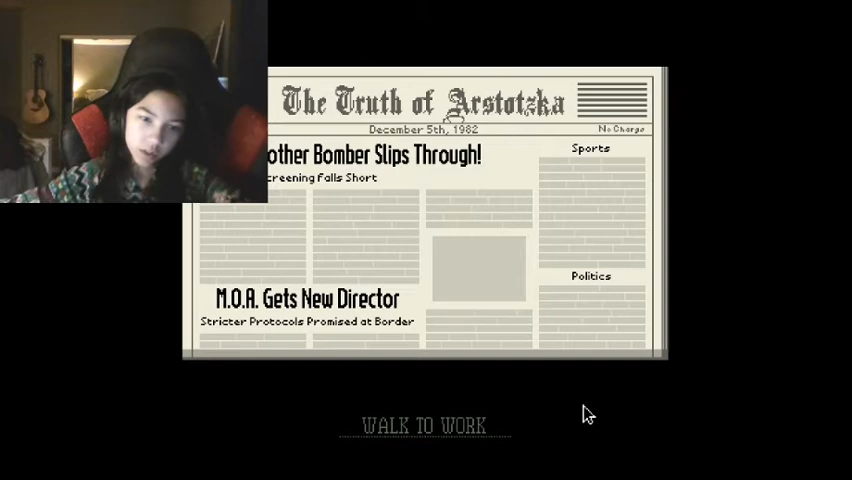 The Truth of Arstotzka
December 5th, 1982
No Charge
other Bomber Slips Through!
creening Falls Short
Sports
M.O.A. Gets New Director
Stricter Protocols Promised at Border
Politics
WALK TO WORK